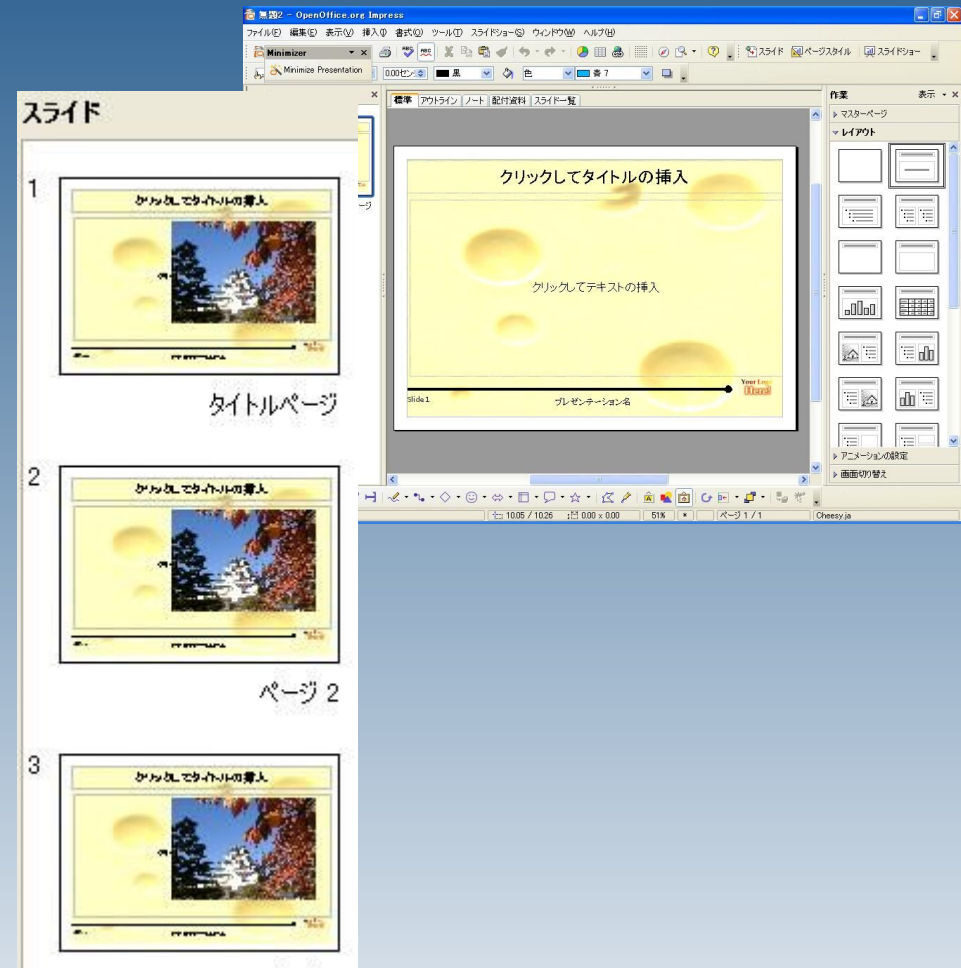 無題2 - OpenOffice.org Impress
ファイル(F) 編集(E) 表示(V) 挿入(I) 書式(O) ツール(T) スライドショー(S) ウィンドウ(W) ヘルプ(H)
Minimizer
スライド ページスタイル スライドショー
Minimize Presentation
0.00センチ 黒 色 青 7
標準 アウトライン ノート 配付資料 スライド一覧
作業 表示
マスターページ
レイアウト
クリックしてタイトルの挿入
クリックしてテキストの挿入
Slide 1
プレゼンテーション名
Your Logo
Here!
アニメーションの設定
画面切り替え
10.05 / 10.26 0.00 x 0.00 51% * ページ 1 / 1 Cheesy.ja
スライド
1
クリックしてタイトルの挿入
タイトルページ
2
クリックしてタイトルの挿入
ページ 2
3
クリックしてタイトルの挿入